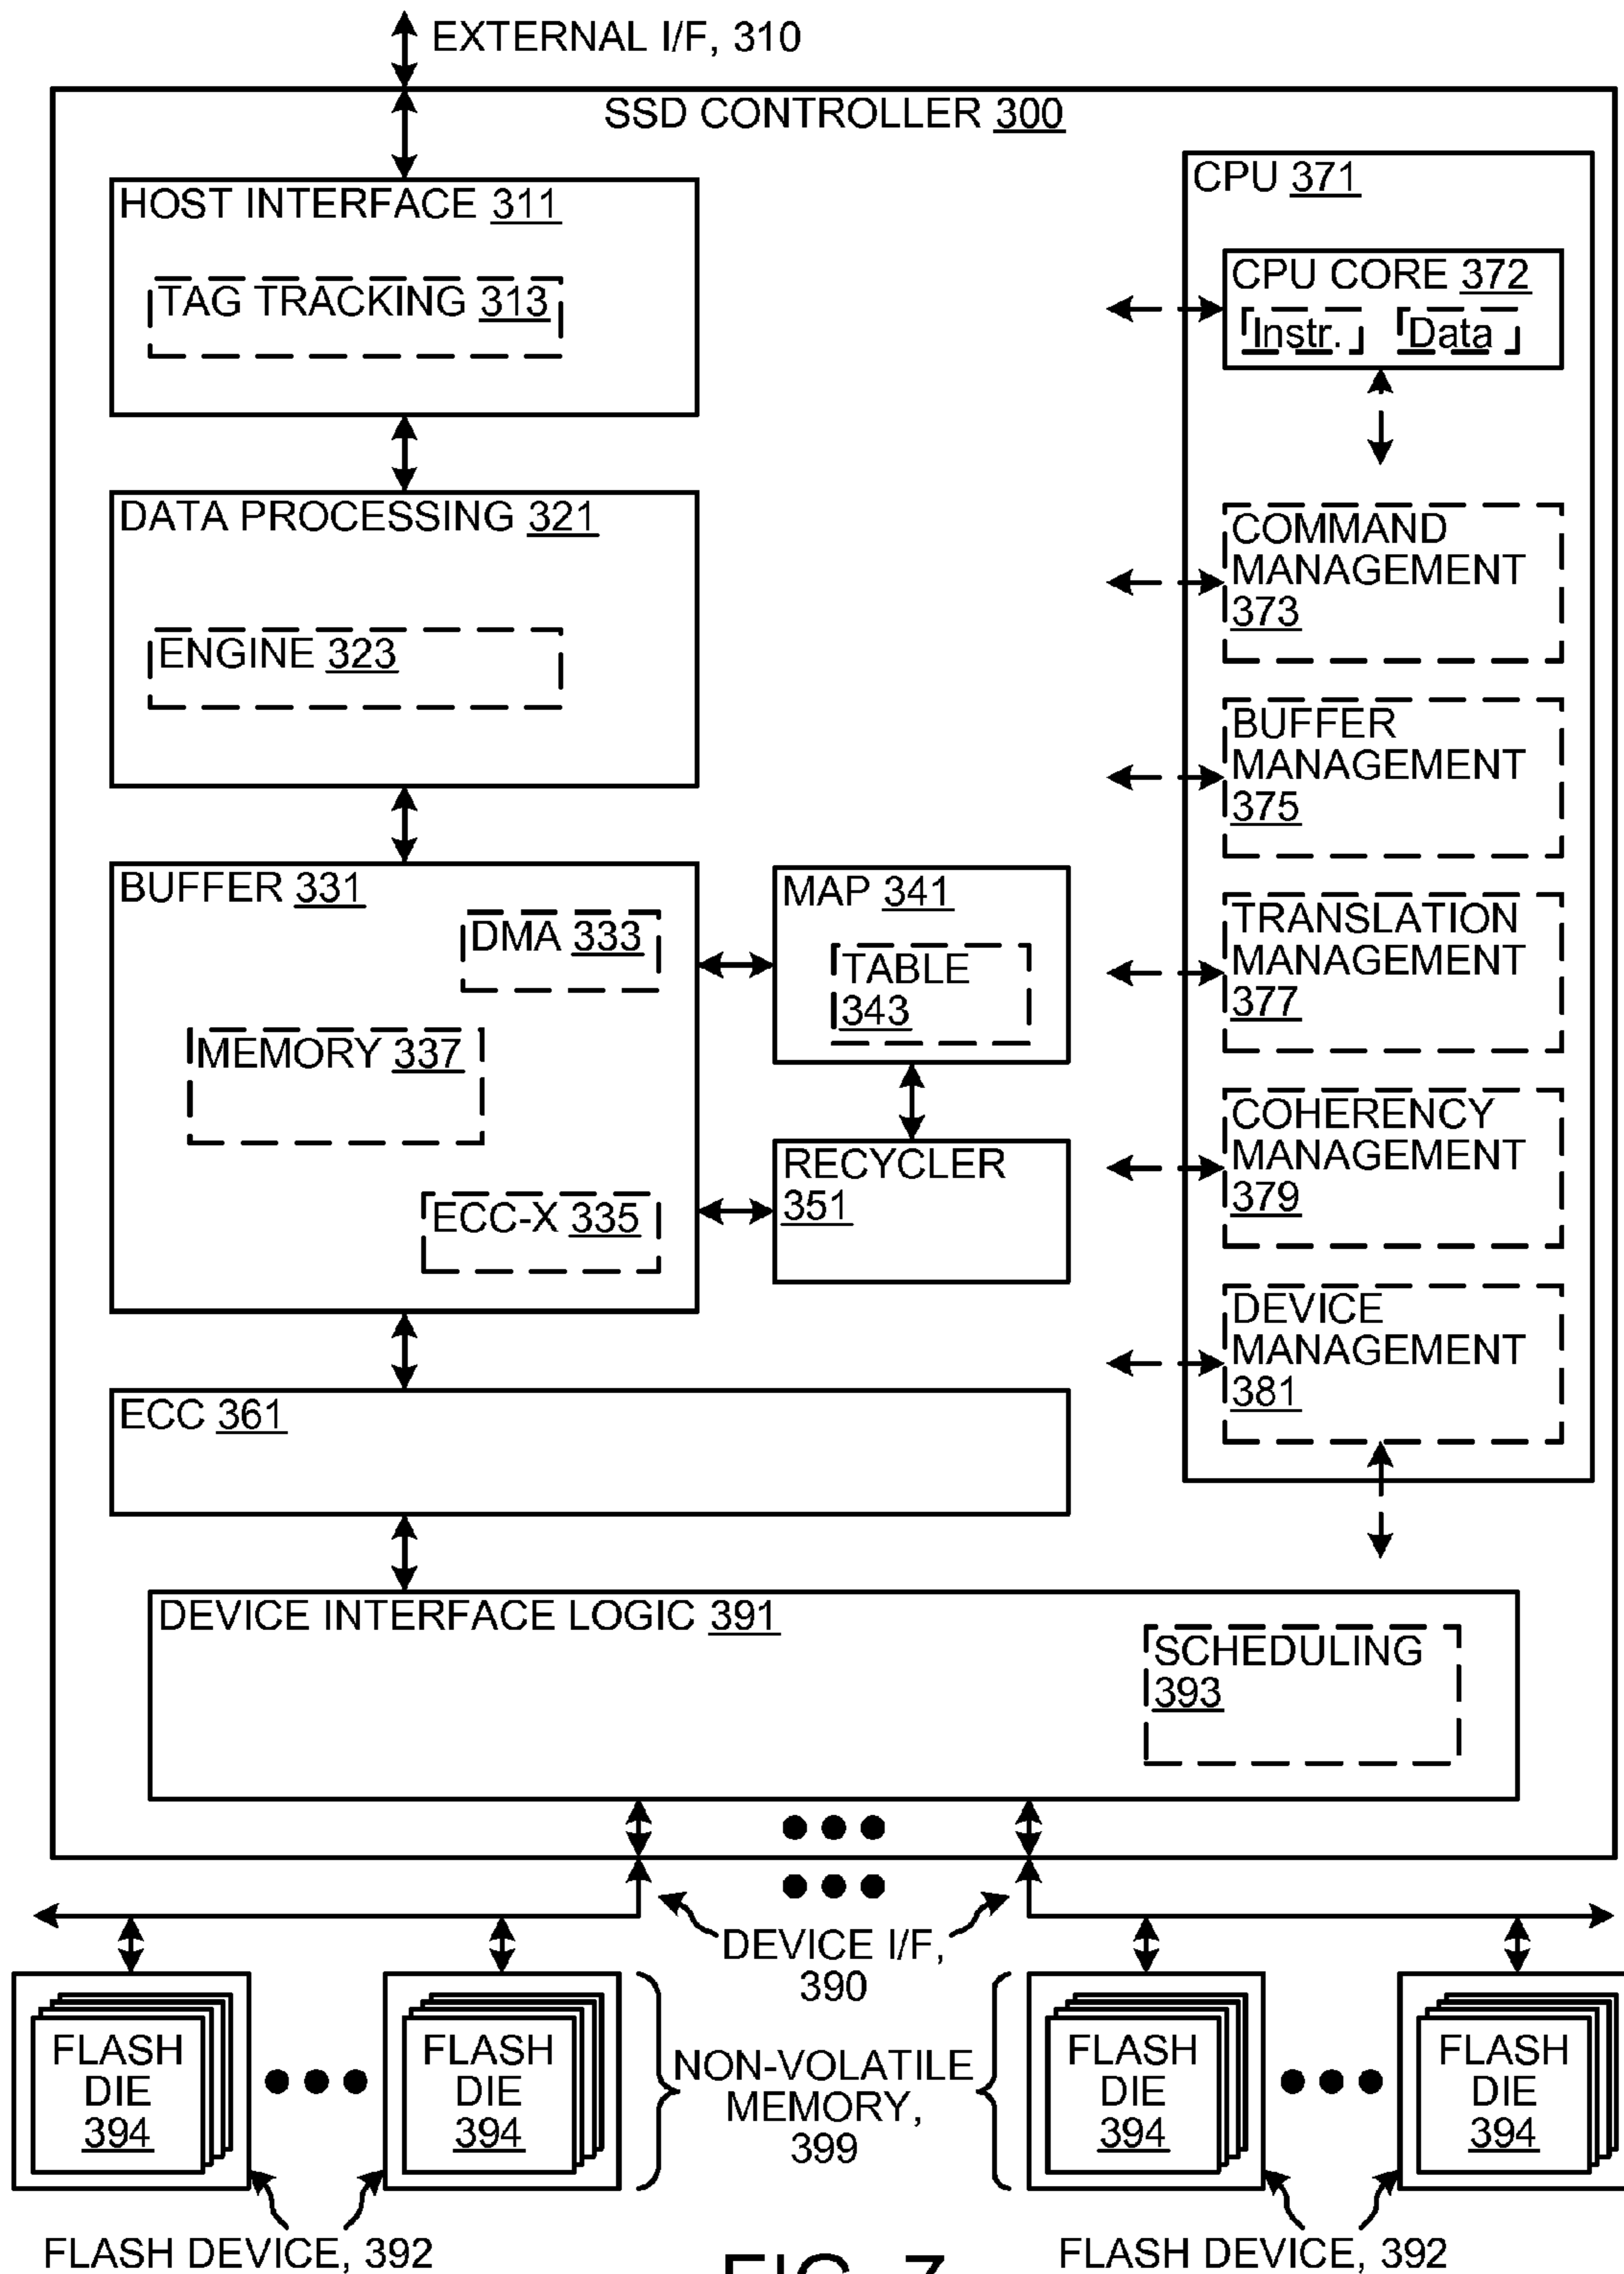 EXTERNAL I/F, 310
SSD CONTROLLER 300
HOST INTERFACE 311
TAG TRACKING 313
DATA PROCESSING 321
ENGINE 323
BUFFER 331
DMA 333
MEMORY 337
ECC-X 335
MAP 341
TABLE
343
RECYCLER
351
ECC 361
CPU 371
CPU CORE 372
Instr. Data
COMMAND
MANAGEMENT
373
BUFFER
MANAGEMENT
375
TRANSLATION
MANAGEMENT
377
COHERENCY
MANAGEMENT
379
DEVICE
MANAGEMENT
381
DEVICE INTERFACE LOGIC 391
SCHEDULING
393
DEVICE I/F,
390
FLASH
DIE
394
FLASH
DIE
394
NON-VOLATILE
MEMORY,
399
FLASH
DIE
394
FLASH
DIE
394
FLASH DEVICE, 392
FLASH DEVICE, 392